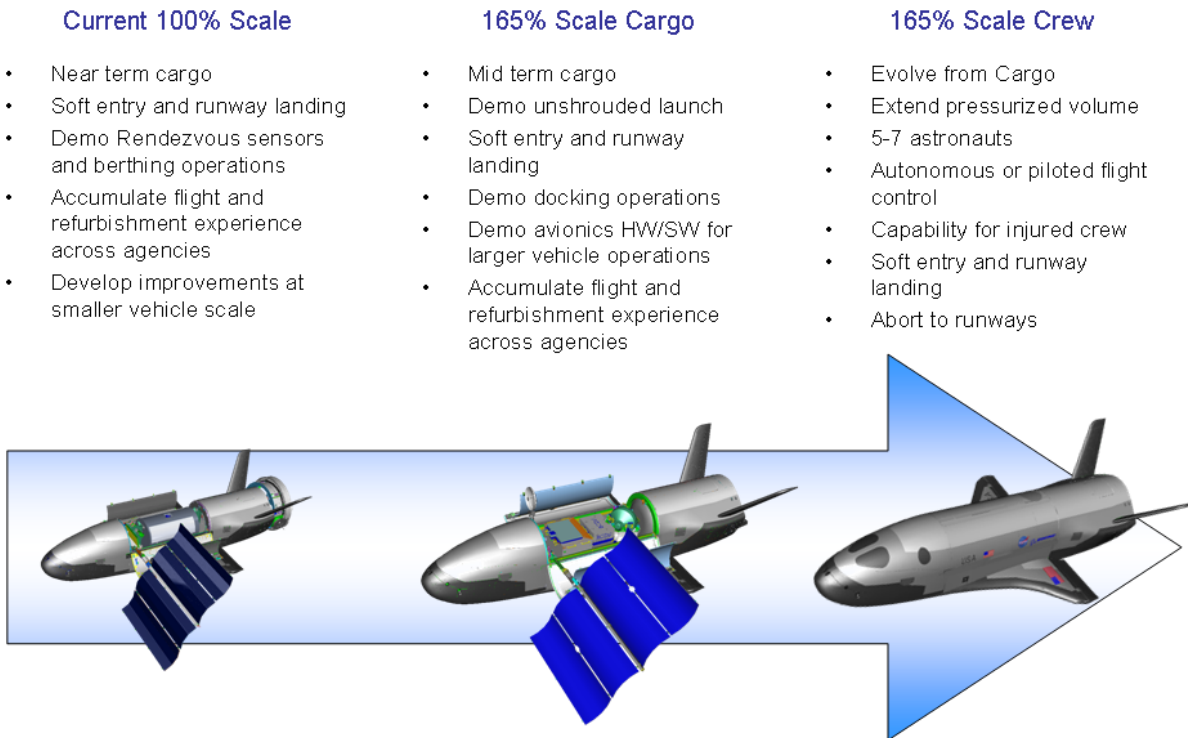 Current 100% Scale
• Near term cargo
• Soft entry and runway landing
• Demo Rendezvous sensors
and berthing operations
• Accumulate flight and
refurbishment experience
across agencies
• Develop improvements at
smaller vehicle scale
165% Scale Cargo
• Mid term cargo
• Demo unshrouded launch
• Soft entry and runway
landing
• Demo docking operations
• Demo avionics HW/SW for
larger vehicle operations
• Accumulate flight and
refurbishment experience
across agencies
165% Scale Crew
• Evolve from Cargo
• Extend pressurized volume
• 5-7 astronauts
• Autonomous or piloted flight
control
• Capability for injured crew
• Soft entry and runway
landing
• Abort to runways
USA